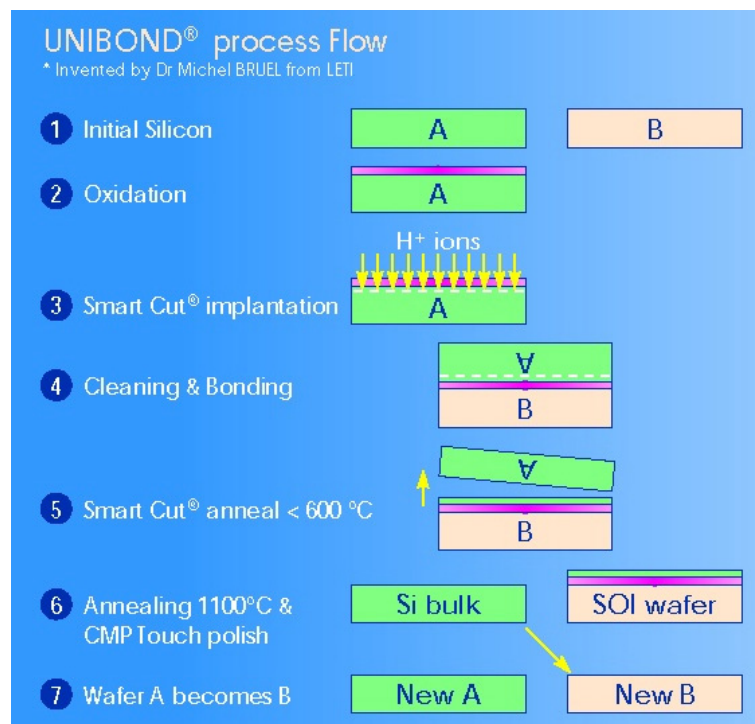 UNIBOND® process Flow
* Invented by Dr Michel BRUEL from LETI
1 Initial Silicon A B
2 Oxidation A
H+ ions
3 Smart Cut® implantation A
A
4 Cleaning & Bonding
B
A
5 Smart Cut® anneal < 600 ºC
B
6 Annealing 1100ºC & Si bulk SOI wafer
CMP Touch polish
7 Wafer A becomes B New A New B